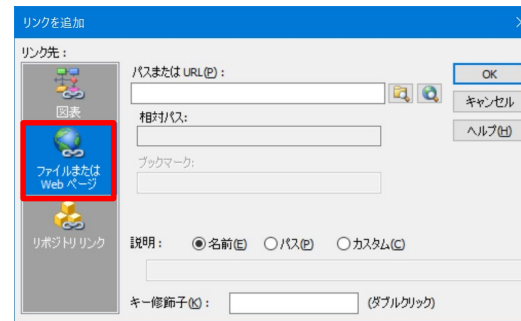 リンクを追加
リンク先：
図表
ファイルまたは
Web ページ
リポジトリ リンク
パスまたは URL(P)：
相対パス:
ブックマーク:
説明：
名前(E)
パス(P)
カスタム(C)
キー修飾子(K)：
(ダブルクリック)
OK
キャンセル
ヘルプ(H)